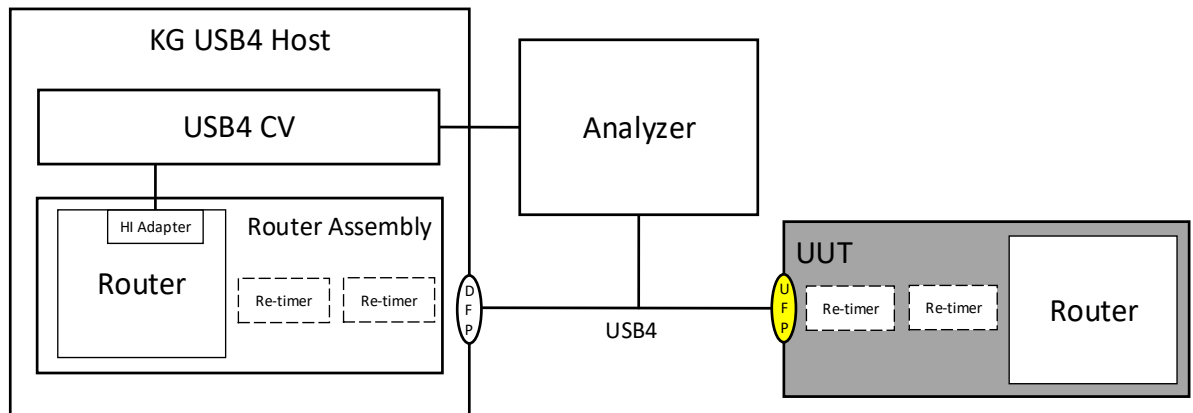 KG USB4 Host
USB4 CV
Analyzer
HI Adapter
Router Assembly
Router
Re-timer
Re-timer
D
F
P
USB4
UUT
U
F
P
Re-timer
Re-timer
Router